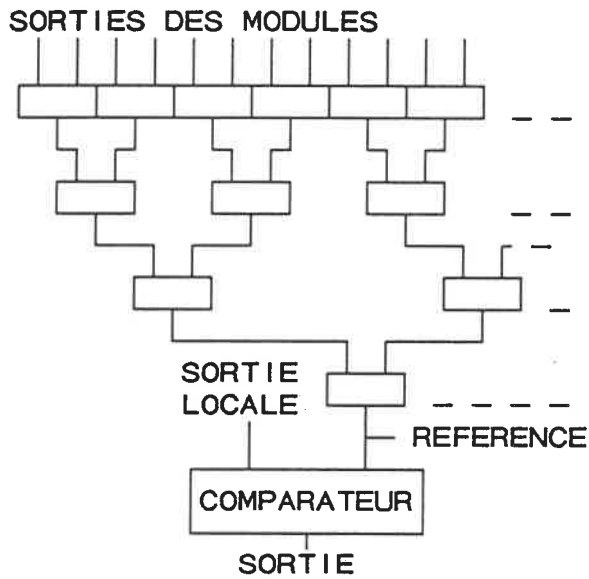 SORTIES DES MODULES
SORTIE
LOCALE
REFERENCE
COMPARATEUR
SORTIE